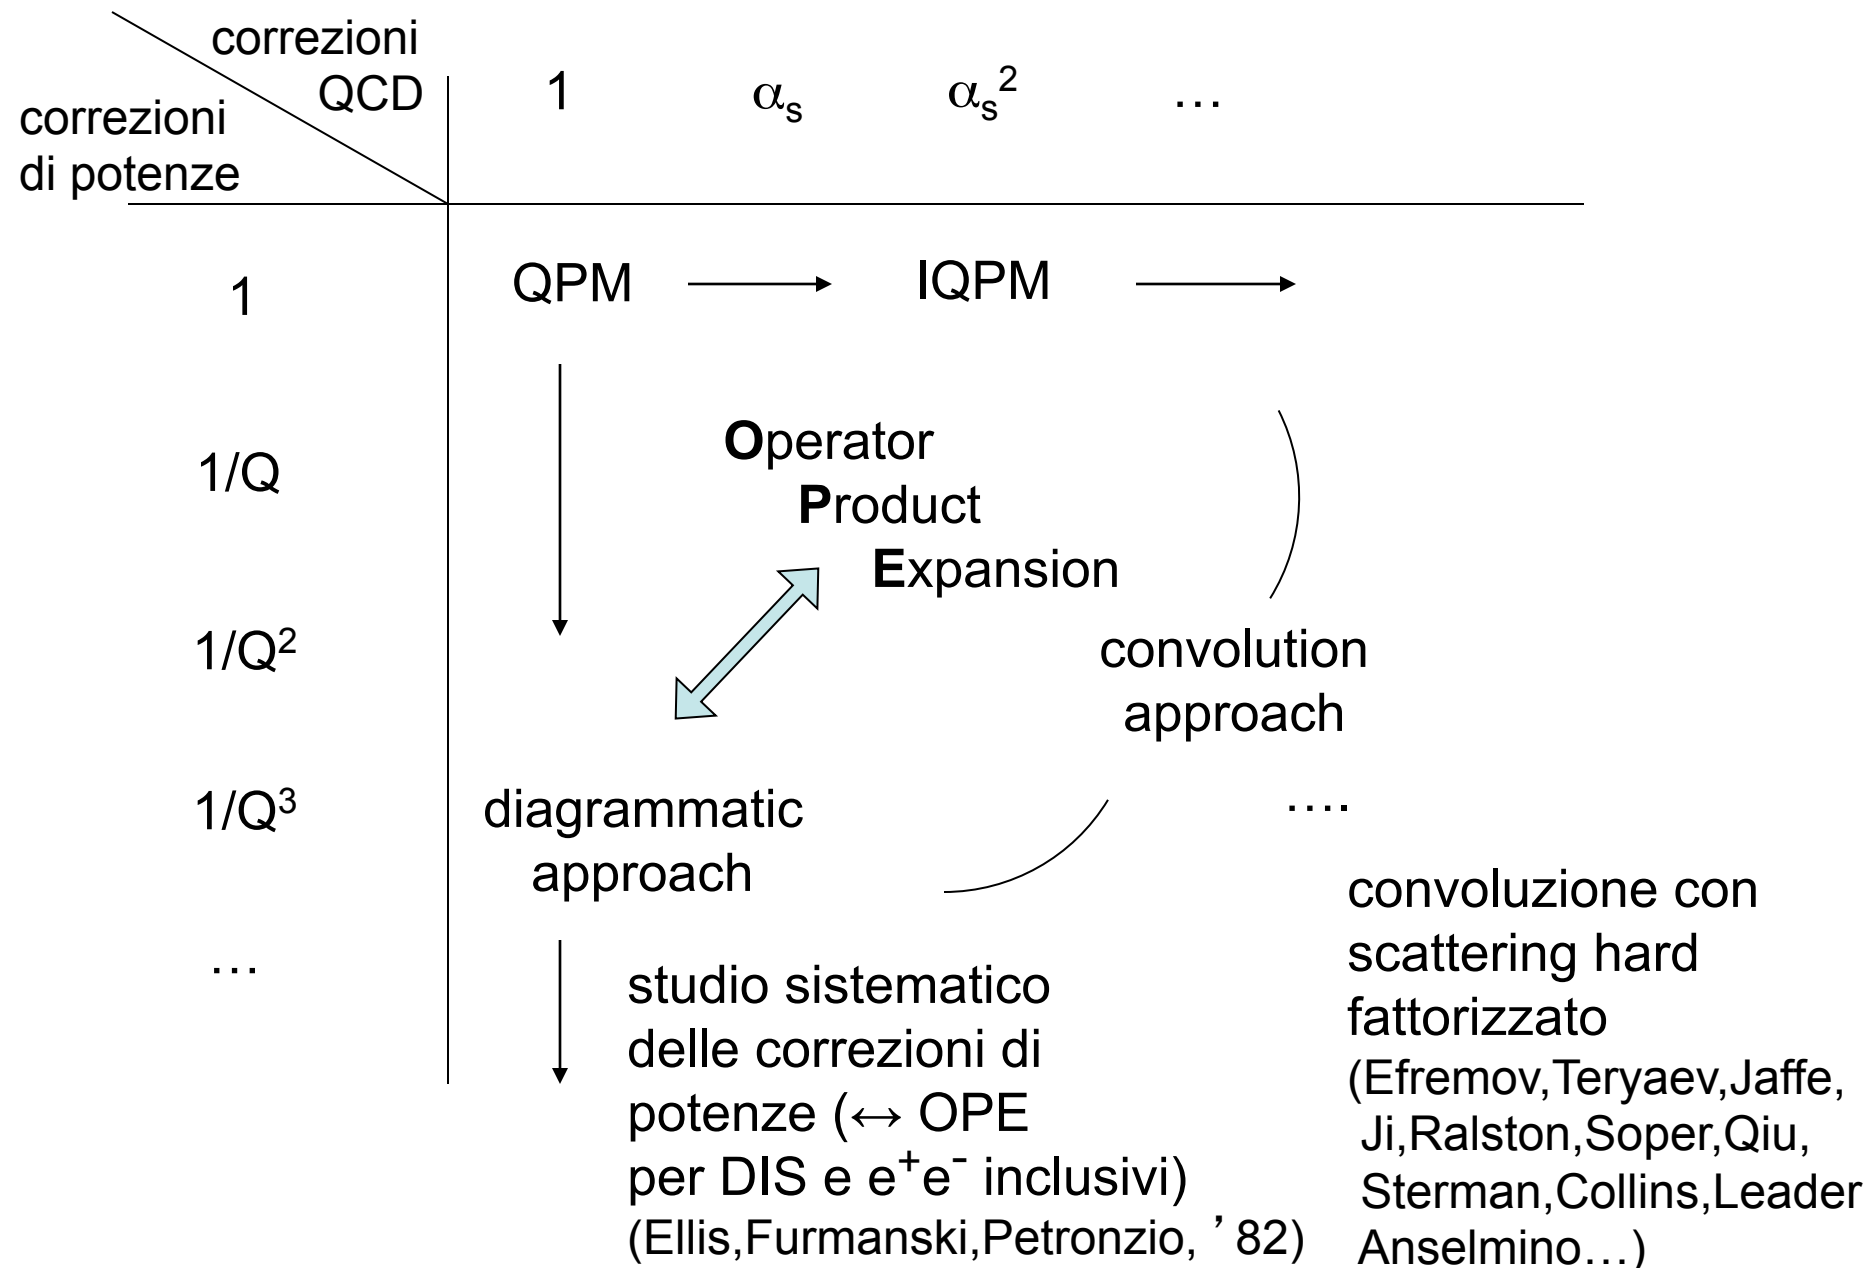 correzioni
QCD
correzioni
di potenze
1 αs αs² …
1 QPM IQPM
1/Q
Operator
Product
Expansion
1/Q²
convolution
approach
1/Q³
diagrammatic
approach
….
…
studio sistematico
delle correzioni di
potenze (↔ OPE
per DIS e e⁺e⁻ inclusivi)
(Ellis,Furmanski,Petronzio, ’82)
convoluzione con
scattering hard
fattorizzato
(Efremov,Teryaev,Jaffe,
Ji,Ralston,Soper,Qiu,
Sterman,Collins,Leader
Anselmino…)